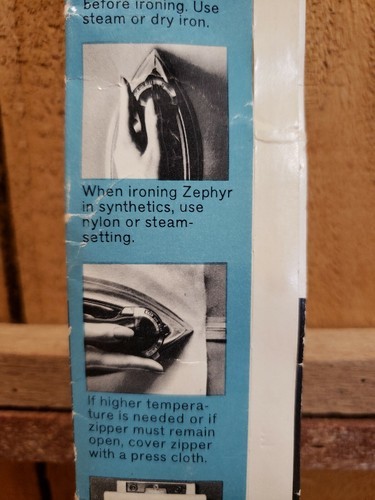 before ironing. Use
steam or dry iron.
When ironing Zephyr
in synthetics, use
nylon or steam-
setting.
If higher tempera-
ture is needed or if
zipper must remain
open, cover zipper
with a press cloth.